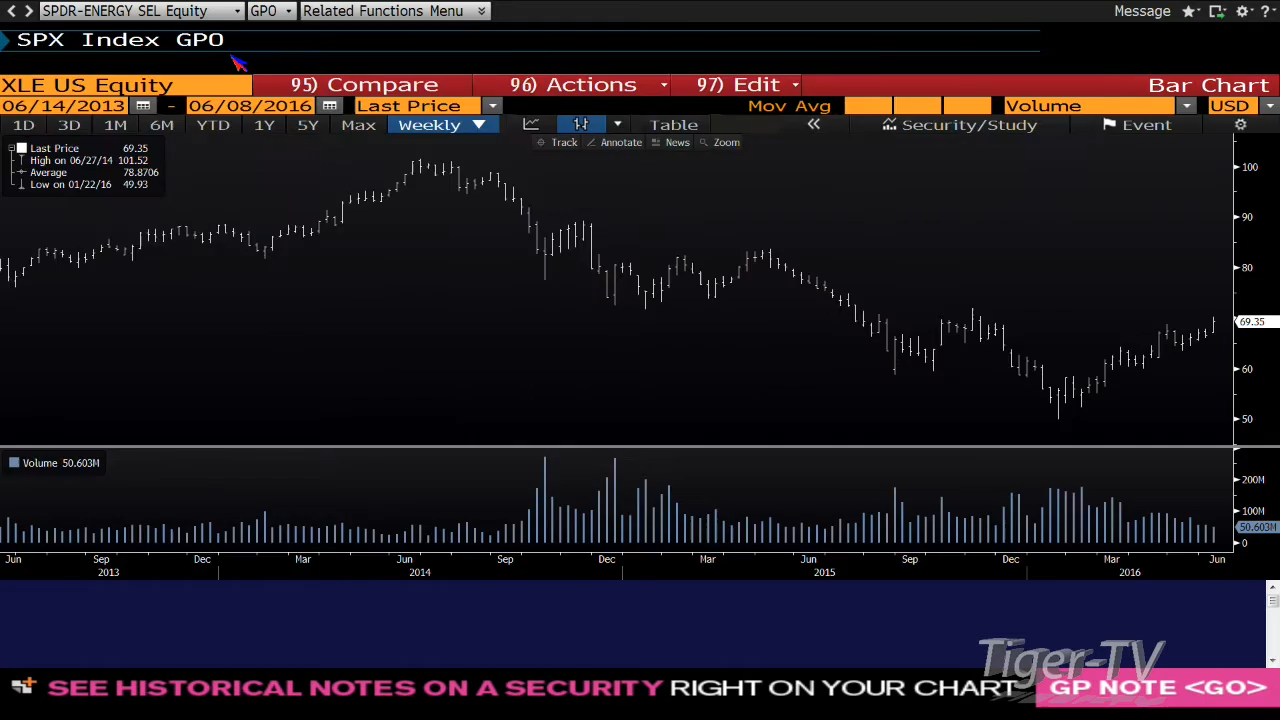 SPDR-ENERGY SEL Equity GPO Related Functions Menu Message ?
SPX Index GPO
XLE US Equity 95) Compare 96) Actions 97) Edit Bar Chart
06/14/2013 - 06/08/2016 Last Price Mov Avg Volume USD
1D 3D 1M 6M YTD 1Y 5Y Max Weekly Table Security/Study Event
Track Annotate News Zoom
Last Price 69.35
High on 06/27/14 101.52
Average 78.8706
Low on 01/22/16 49.93
100
90
80
69.35
60
50
Volume 50.603M
200M
100M
50.603M
0
Jun Sep Dec Mar Jun Sep Dec Mar Jun Sep Dec Mar Jun
2013 2014 2015 2016
Tiger-TV
SEE HISTORICAL NOTES ON A SECURITY RIGHT ON YOUR CHART GP NOTE <GO>